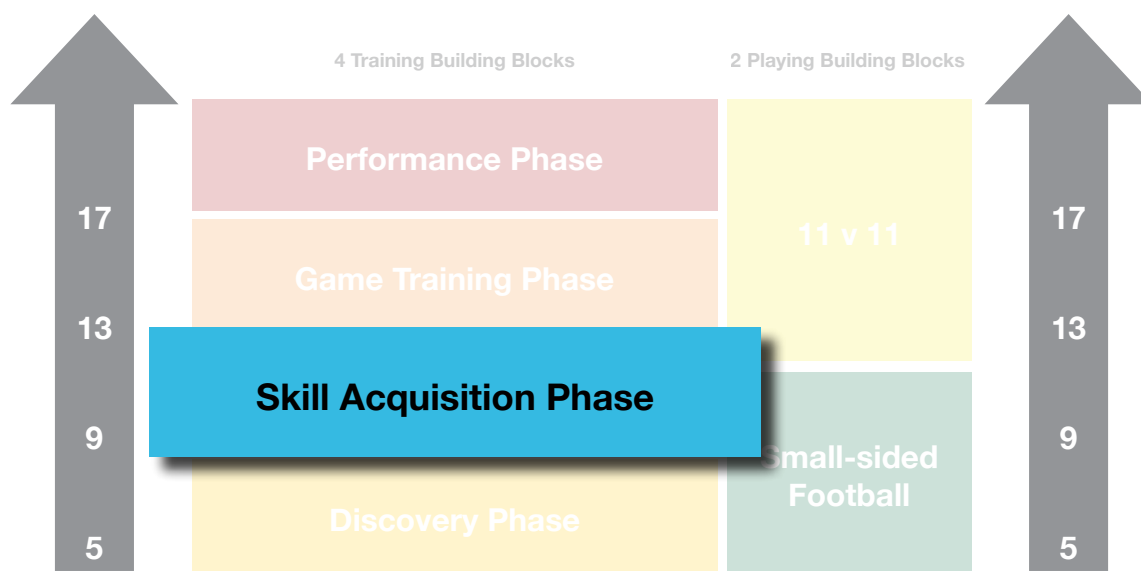 4 Training Building Blocks
2 Playing Building Blocks
Performance Phase
17
11 v 11
17
Game Training Phase
13
13
Skill Acquisition Phase
9
Small-sided
Football
9
Discovery Phase
5
5